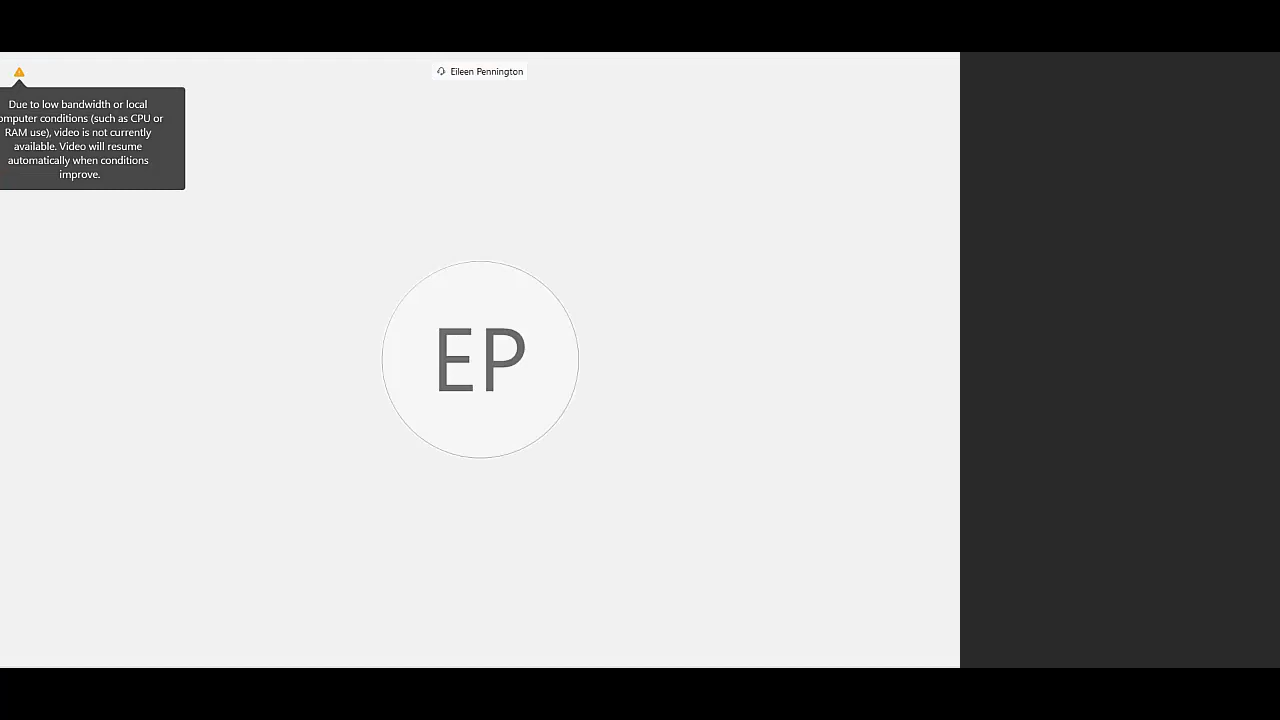 Eileen Pennington
Due to low bandwidth or local
omputer conditions (such as CPU or
RAM use), video is not currently
available. Video will resume
automatically when conditions
improve.
EP